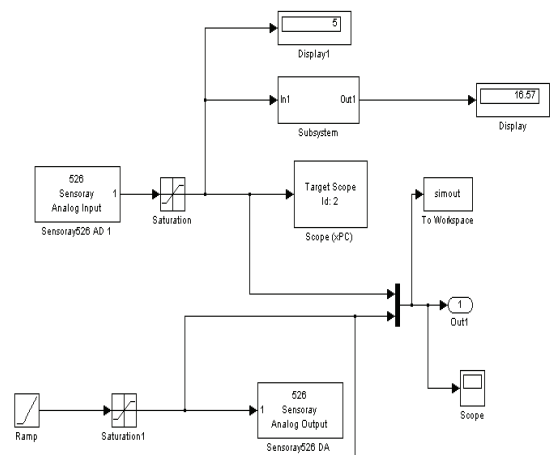 5
Display1
In1 Out1
Subsystem
16.57
Display
526
Sensoray
Analog Input
1
Sensoray526 AD 1
Saturation
Target Scope
Id: 2
Scope (xPC)
simout
To Workspace
1
Out1
Scope
Ramp
Saturation1
1
526
Sensoray
Analog Output
Sensoray526 DA